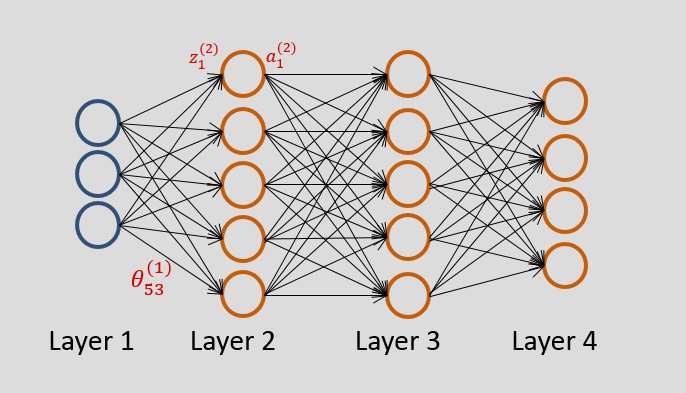 z₁⁽²⁾ a₁⁽²⁾
θ₅₃⁽¹⁾
Layer 1 Layer 2 Layer 3 Layer 4